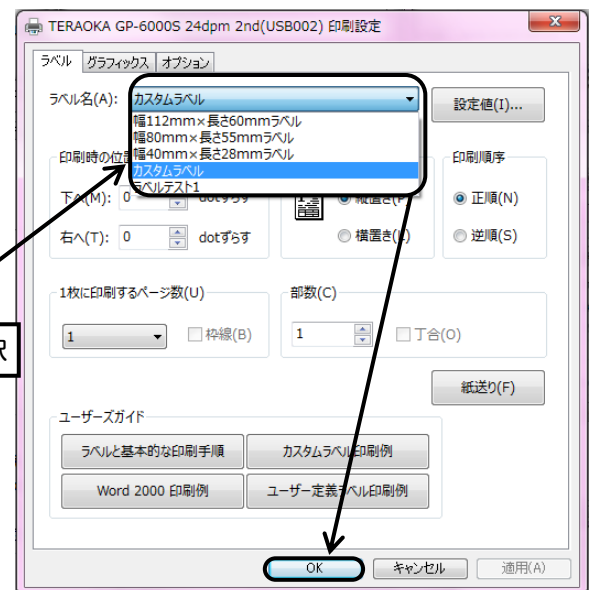 TERAOKA GP-6000S 24dpm 2nd(USB002) 印刷設定
ラベル グラフィックス オプション
ラベル名(A): カスタムラベル 設定値(I)...
幅112mm×長さ60mmラベル
幅80mm×長さ55mmラベル
幅40mm×長さ28mmラベル
カスタムラベル
ラベルテスト1
印刷時の位 印刷順序
下へ(M): 0 dotずらす 縦置き(P) 正順(N)
右へ(T): 0 dotずらす 横置き( ) 逆順(S)
1枚に印刷するページ数(U) 部数(C)
1 枠線(B) 1 丁合(O)
択
紙送り(F)
ユーザーズガイド
ラベルと基本的な印刷手順 カスタムラベル印刷例
Word 2000 印刷例 ユーザー定義ラベル印刷例
OK キャンセル 適用(A)